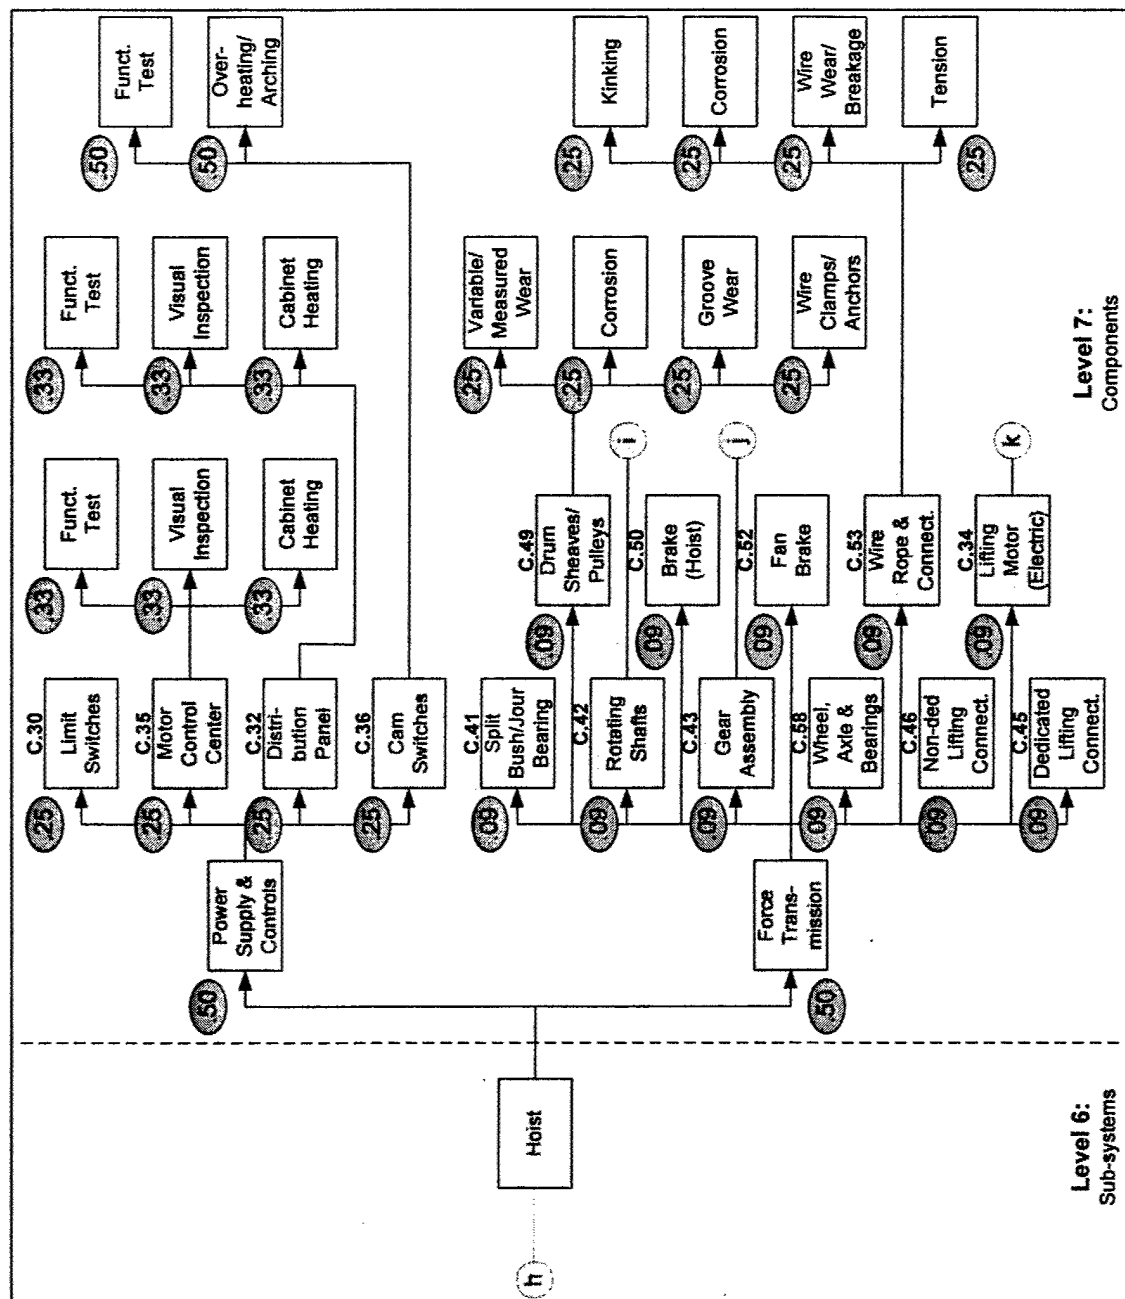 h
Hoist
Level 6:
Sub-systems
.50
Power
Supply &
Controls
.50
Force
Trans-
mission
.25
C.30
Limit
Switches
.25
C.35
Motor
Control
Center
.25
C.32
Distri-
bution
Panel
.25
C.36
Cam
Switches
.09
C.41
Split
Bush/Jour
Bearing
.09
C.42
Rotating
Shafts
.09
C.43
Gear
Assembly
.09
C.58
Wheel,
Axle &
Bearings
.09
C.46
Non-ded
Lifting
Connect.
.09
C.45
Dedicated
Lifting
Connect.
.33
Funct.
Test
.33
Visual
Inspection
.33
Cabinet
Heating
.09
C.49
Drum
Sheaves/
Pulleys
.09
C.50
Brake
(Hoist)
.09
C.52
Fan
Brake
.09
C.53
Wire
Rope &
Connect.
.09
C.34
Lifting
Motor
(Electric)
i
j
k
.33
Funct.
Test
.33
Visual
Inspection
.33
Cabinet
Heating
.25
Variable/
Measured
Wear
.25
Corrosion
.25
Groove
Wear
.25
Wire
Clamps/
Anchors
.50
Funct.
Test
.50
Over-
heating/
Arching
.25
Kinking
.25
Corrosion
.25
Wire
Wear/
Breakage
.25
Tension
Level 7:
Components